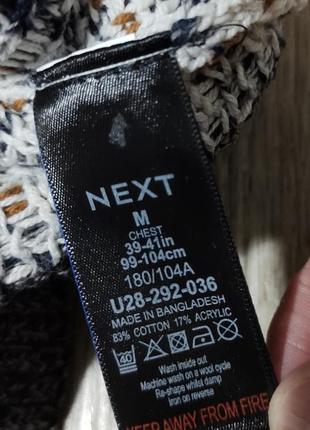 NEXT
M
CHEST
39-41in
99-104cm
180/104A
U28-292-036
MADE IN BANGLADESH
83% COTTON 17% ACRYLIC
40
Wash inside out
Machine wash on wool cycle
Re-shape whilst damp
Iron on reverse
KEEP AWAY FROM FIRE